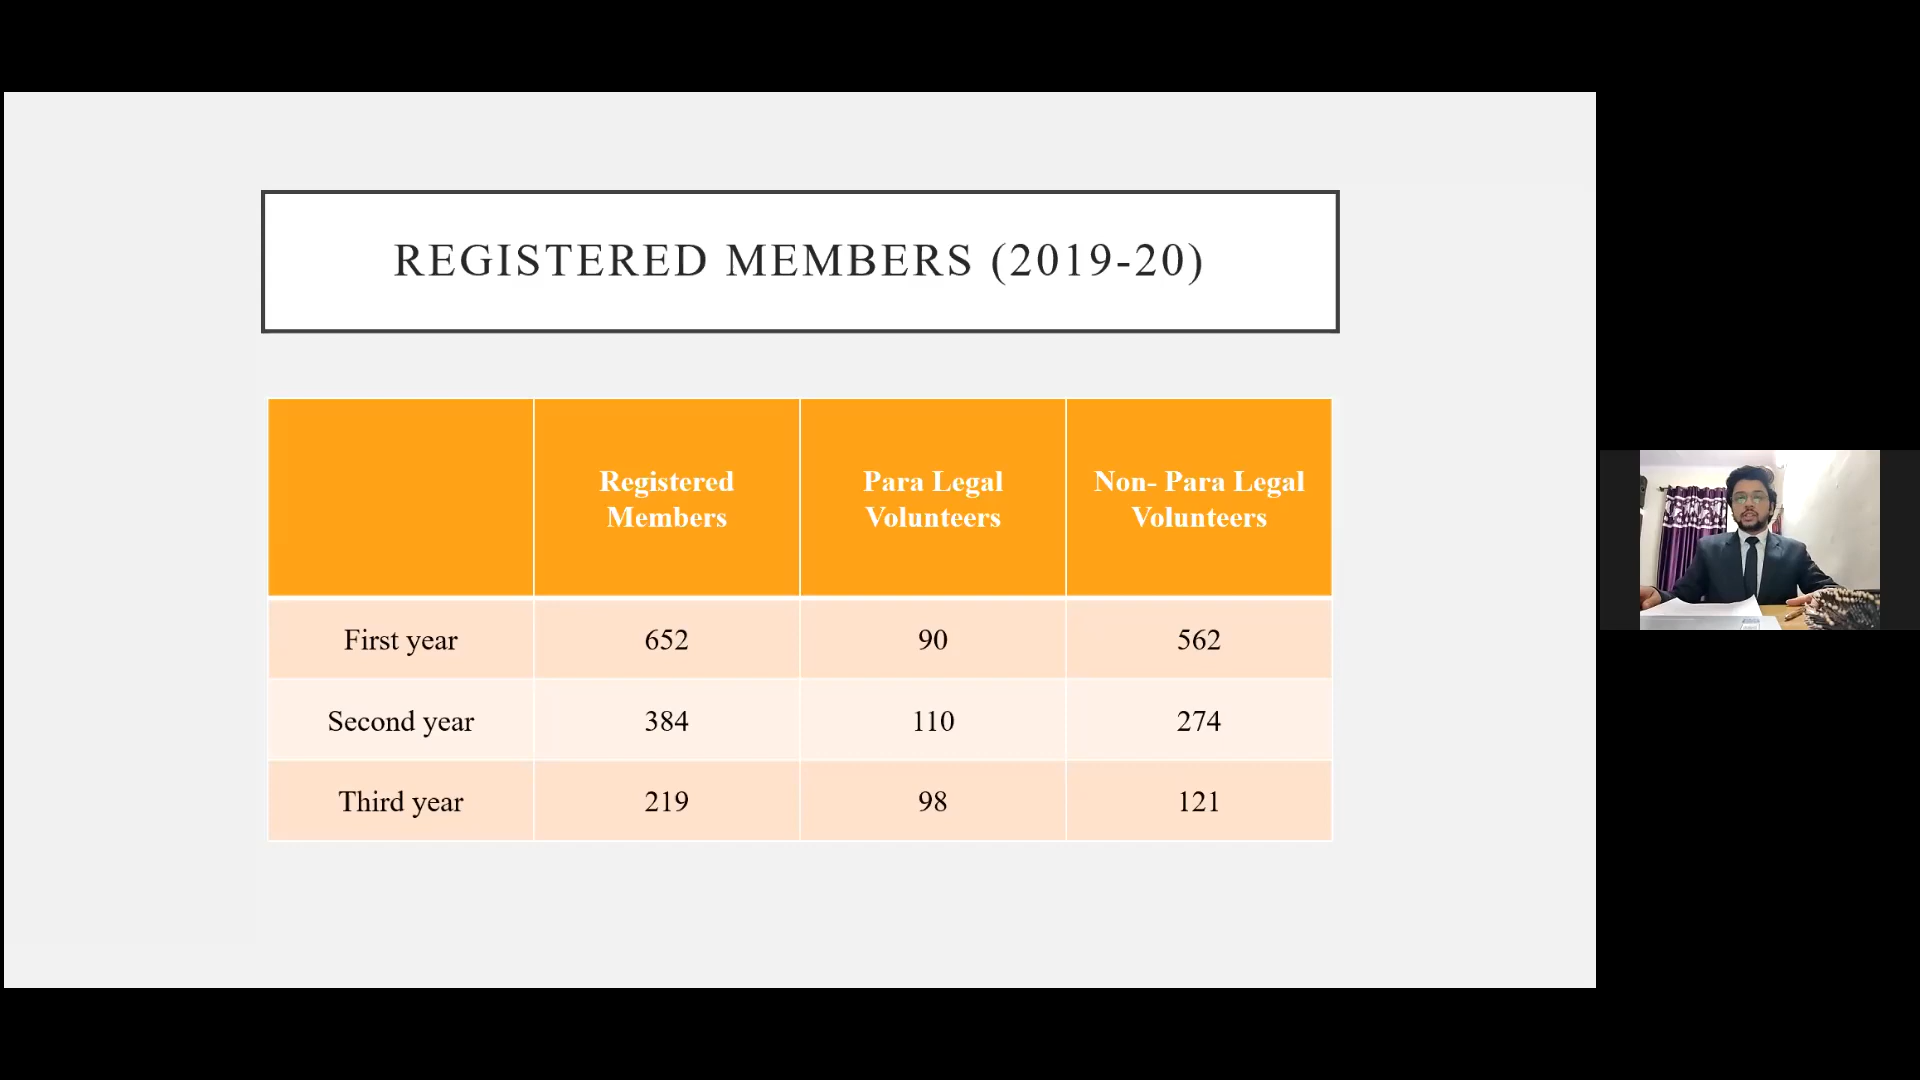 REGISTERED MEMBERS (2019-20)
Registered Members
Para Legal Volunteers
Non- Para Legal Volunteers
First year 652 90 562
Second year 384 110 274
Third year 219 98 121